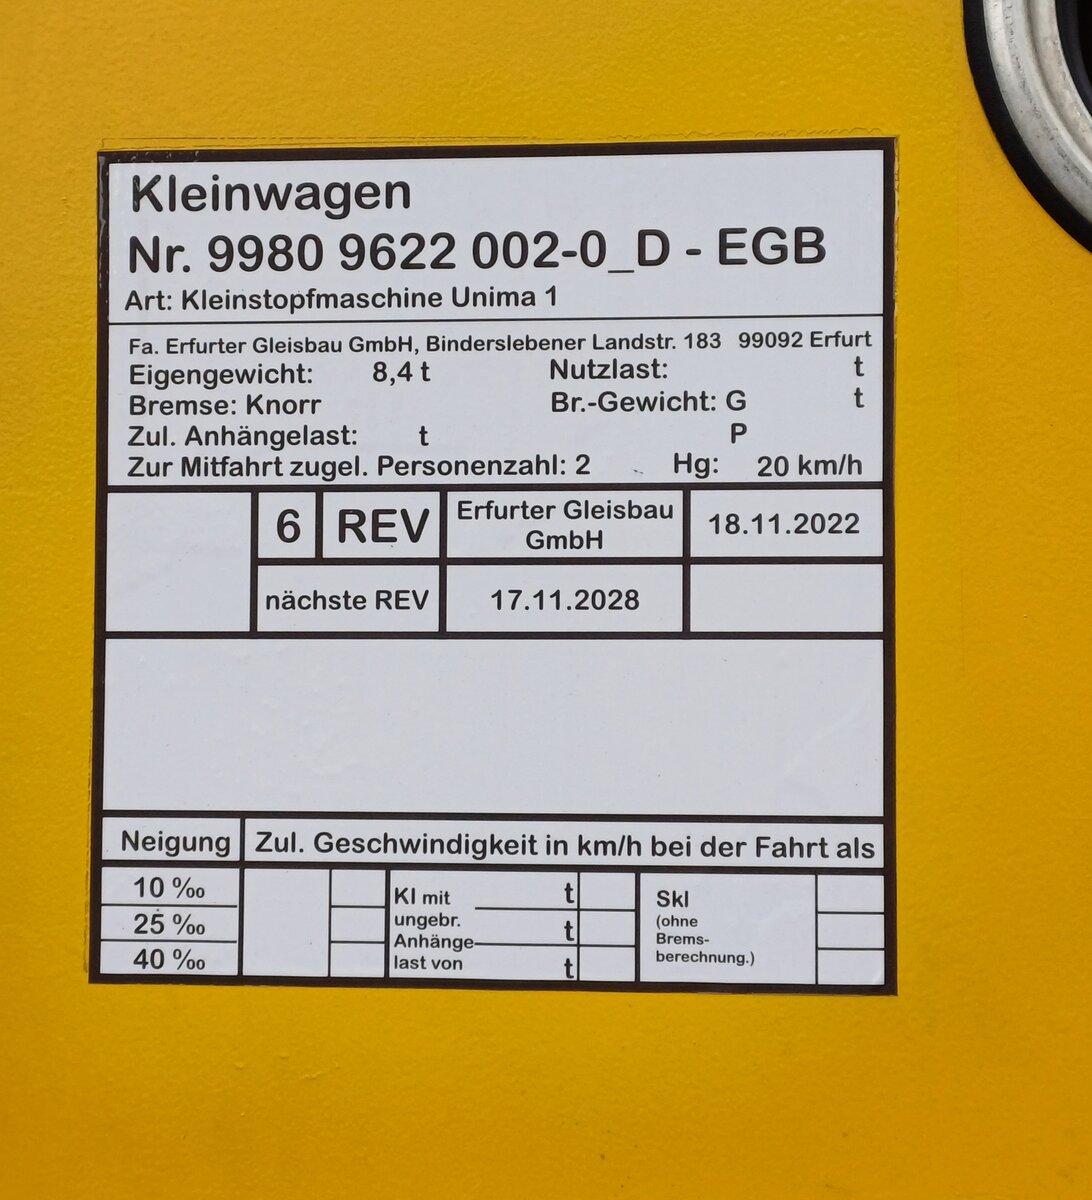 Kleinwagen
Nr. 9980 9622 002-0_D - EGB
Art: Kleinstopfmaschine Unima 1
Fa. Erfurter Gleisbau GmbH, Binderslebener Landstr. 183 99092 Erfurt
Eigengewicht: 8,4 t Nutzlast: t
Bremse: Knorr Br.-Gewicht: G t
Zul. Anhängelast: t P
Zur Mitfahrt zugel. Personenzahl: 2 Hg: 20 km/h
6 REV Erfurter Gleisbau GmbH 18.11.2022
nächste REV 17.11.2028
Neigung Zul. Geschwindigkeit in km/h bei der Fahrt als
10 ‰
25 ‰
40 ‰
Kl mit t
ungebr.
Anhänge- t
last von t
Skl
(ohne
Brems-
berechnung.)